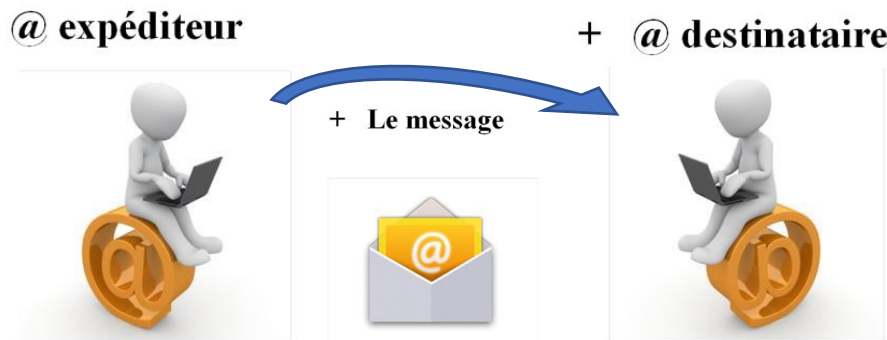 @ expéditeur
+ @ destinataire
+ Le message
@